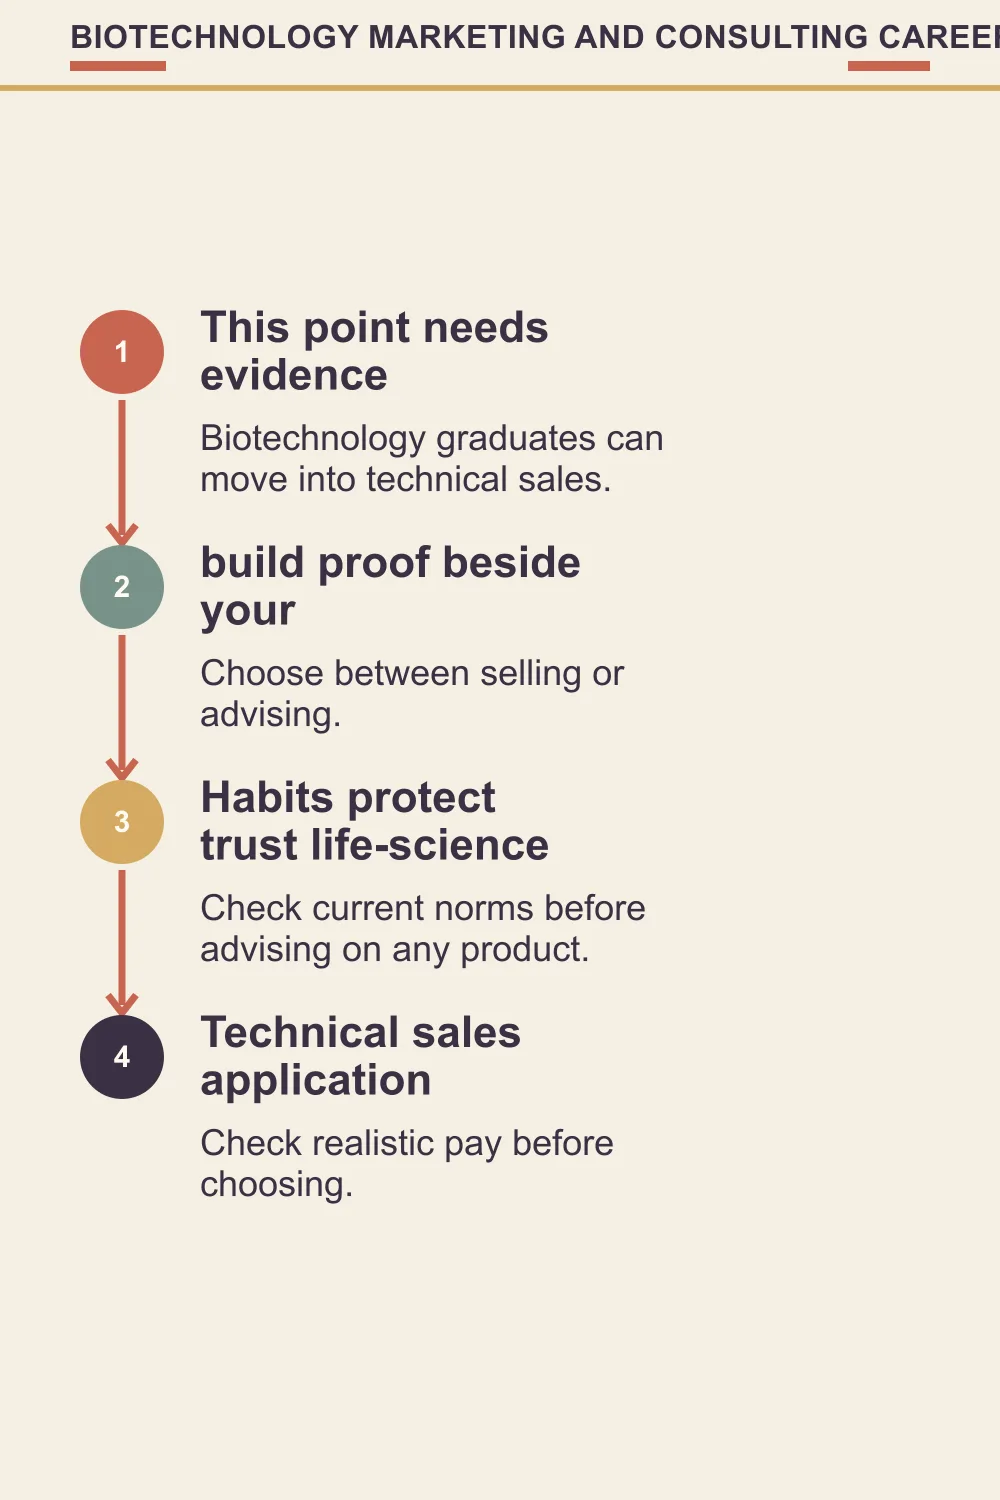 BIOTECHNOLOGY MARKETING AND CONSULTING CAREE
1
This point needs
evidence
Biotechnology graduates can
move into technical sales.
2
build proof beside
your
Choose between selling or
advising.
3
Habits protect
trust life-science
Check current norms before
advising on any product.
4
Technical sales
application
Check realistic pay before
choosing.